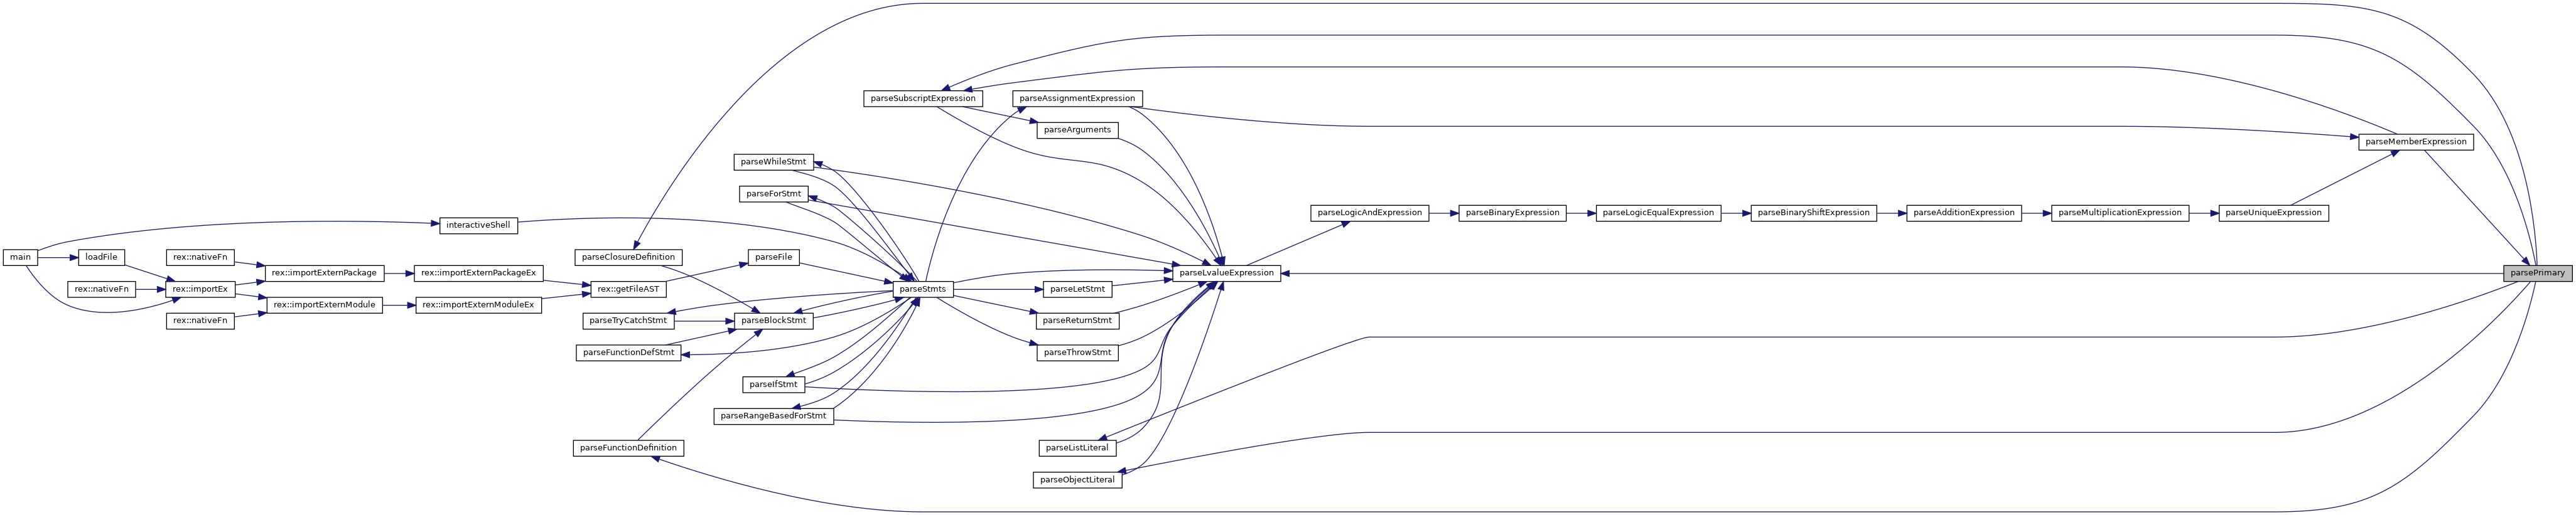 main
loadFile
rex::nativeFn
rex::nativeFn
rex::importEx
rex::nativeFn
rex::importExternPackage
rex::importExternModule
interactiveShell
rex::importExternPackageEx
rex::importExternModuleEx
parseClosureDefinition
rex::getFileAST
parseTryCatchStmt
parseFunctionDefStmt
parseFunctionDefinition
parseWhileStmt
parseForStmt
parseFile
parseBlockStmt
parseIfStmt
parseRangeBasedForStmt
parseSubscriptExpression
parseStmts
parseAssignmentExpression
parseArguments
parseLetStmt
parseReturnStmt
parseThrowStmt
parseListLiteral
parseObjectLiteral
parseLvalueExpression
parseLogicAndExpression
parseBinaryExpression
parseLogicEqualExpression
parseBinaryShiftExpression
parseAdditionExpression
parseMultiplicationExpression
parseUniqueExpression
parseMemberExpression
parsePrimary